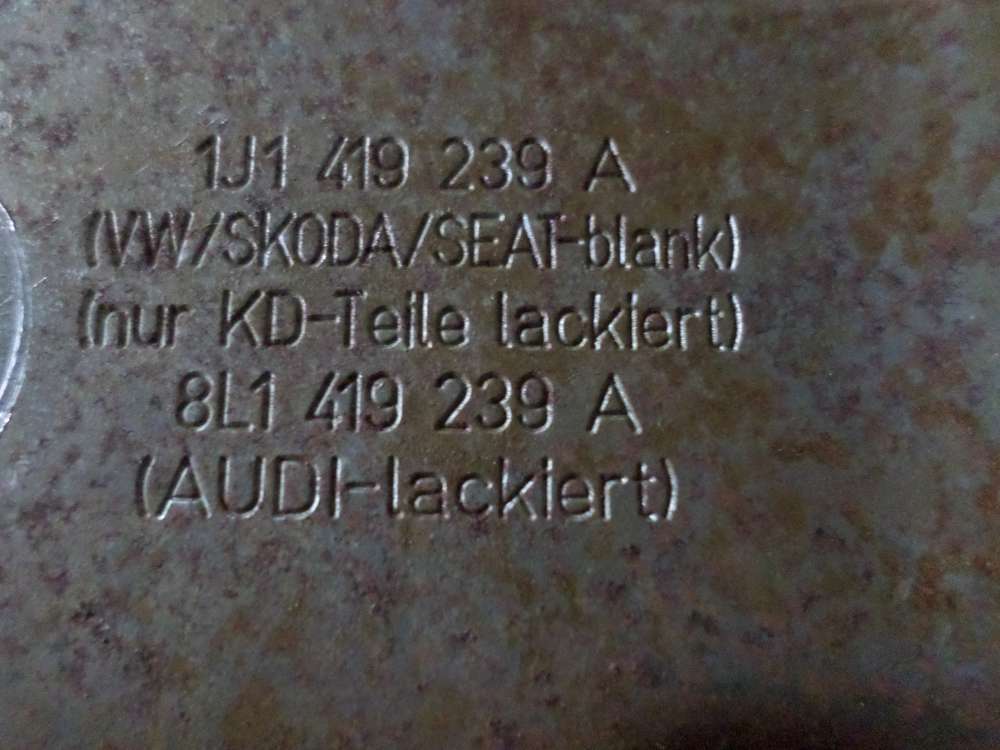 1J1 419 239 A
(VW/SKODA/SEAT-blank)
(nur KD-Teile lackiert)
8L1 419 239 A
(AUDI-lackiert)